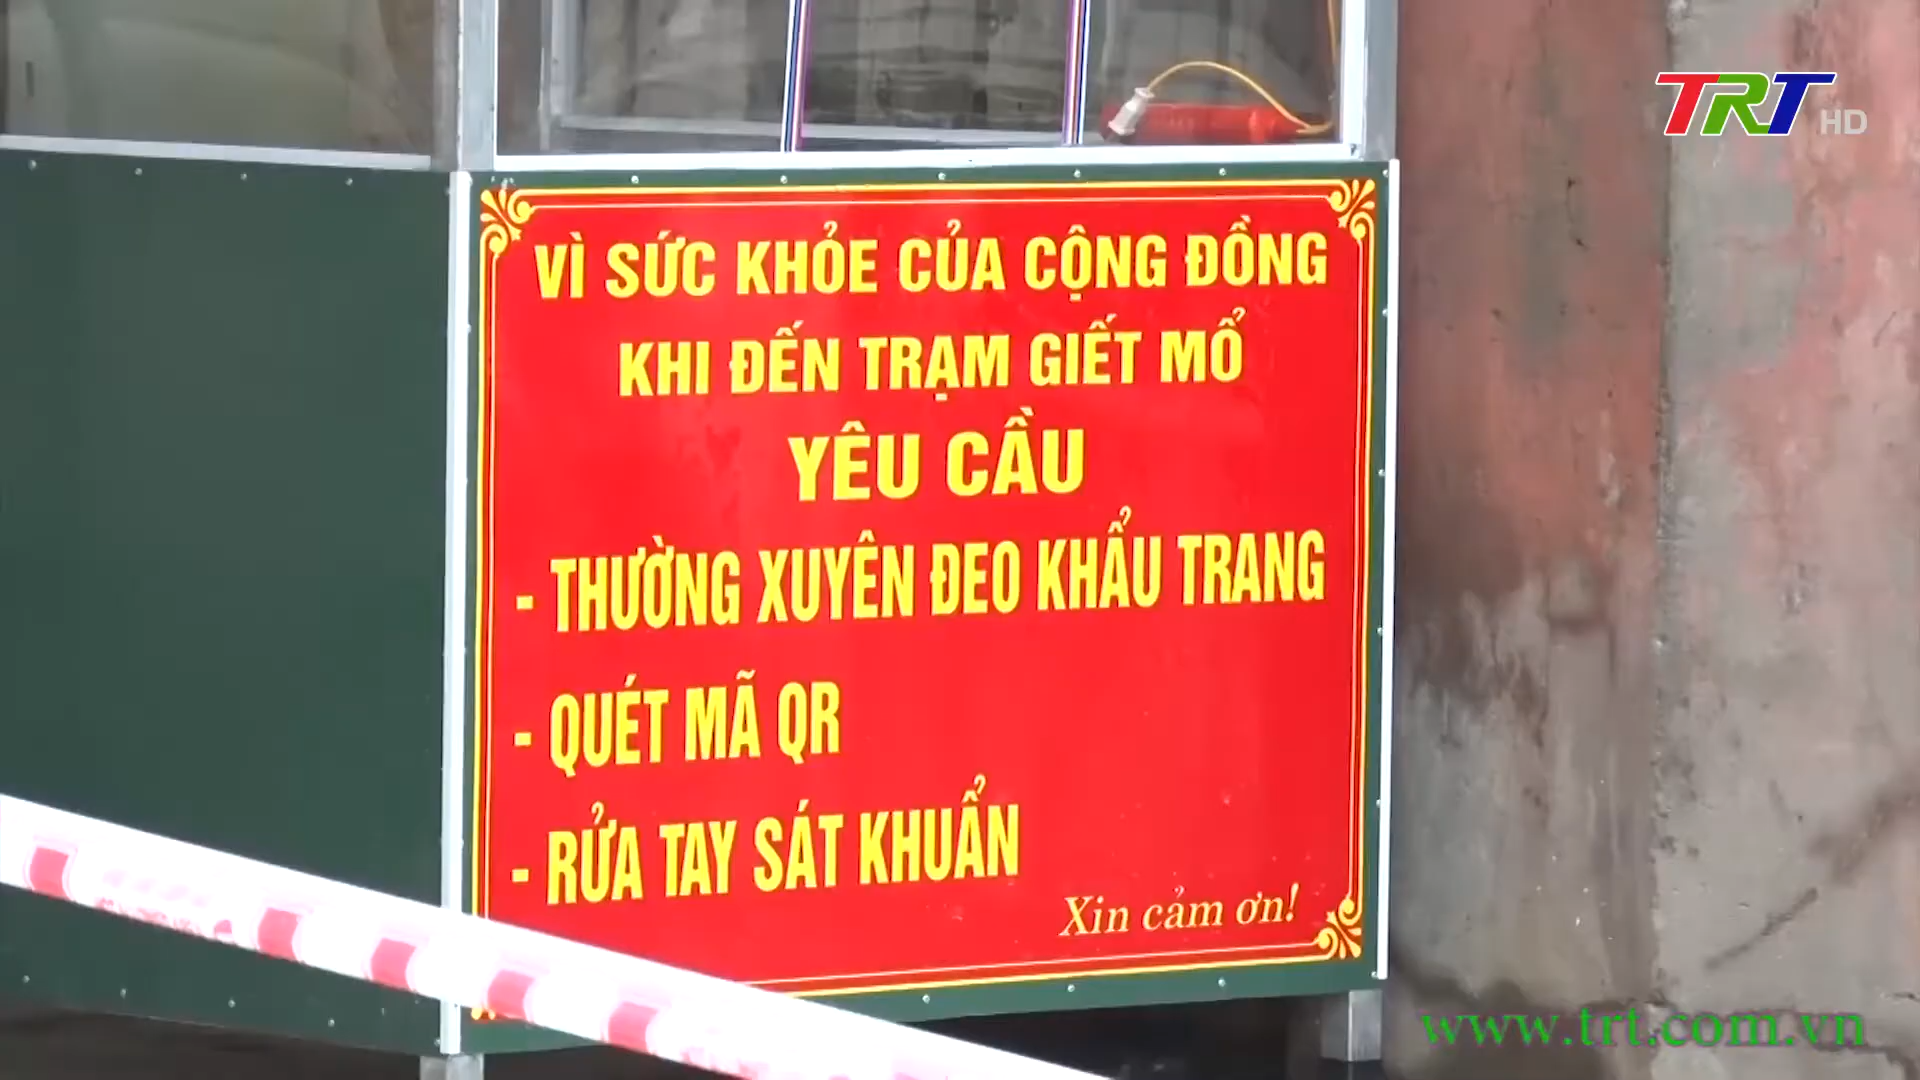 TRT HD
VÌ SỨC KHỎE CỦA CỘNG ĐỒNG
KHI ĐẾN TRẠM GIẾT MỔ
YÊU CẦU
- THƯỜNG XUYÊN ĐEO KHẨU TRANG
- QUÉT MÃ QR
- RỬA TAY SÁT KHUẨN
Xin cảm ơn!
www.trt.com.vn